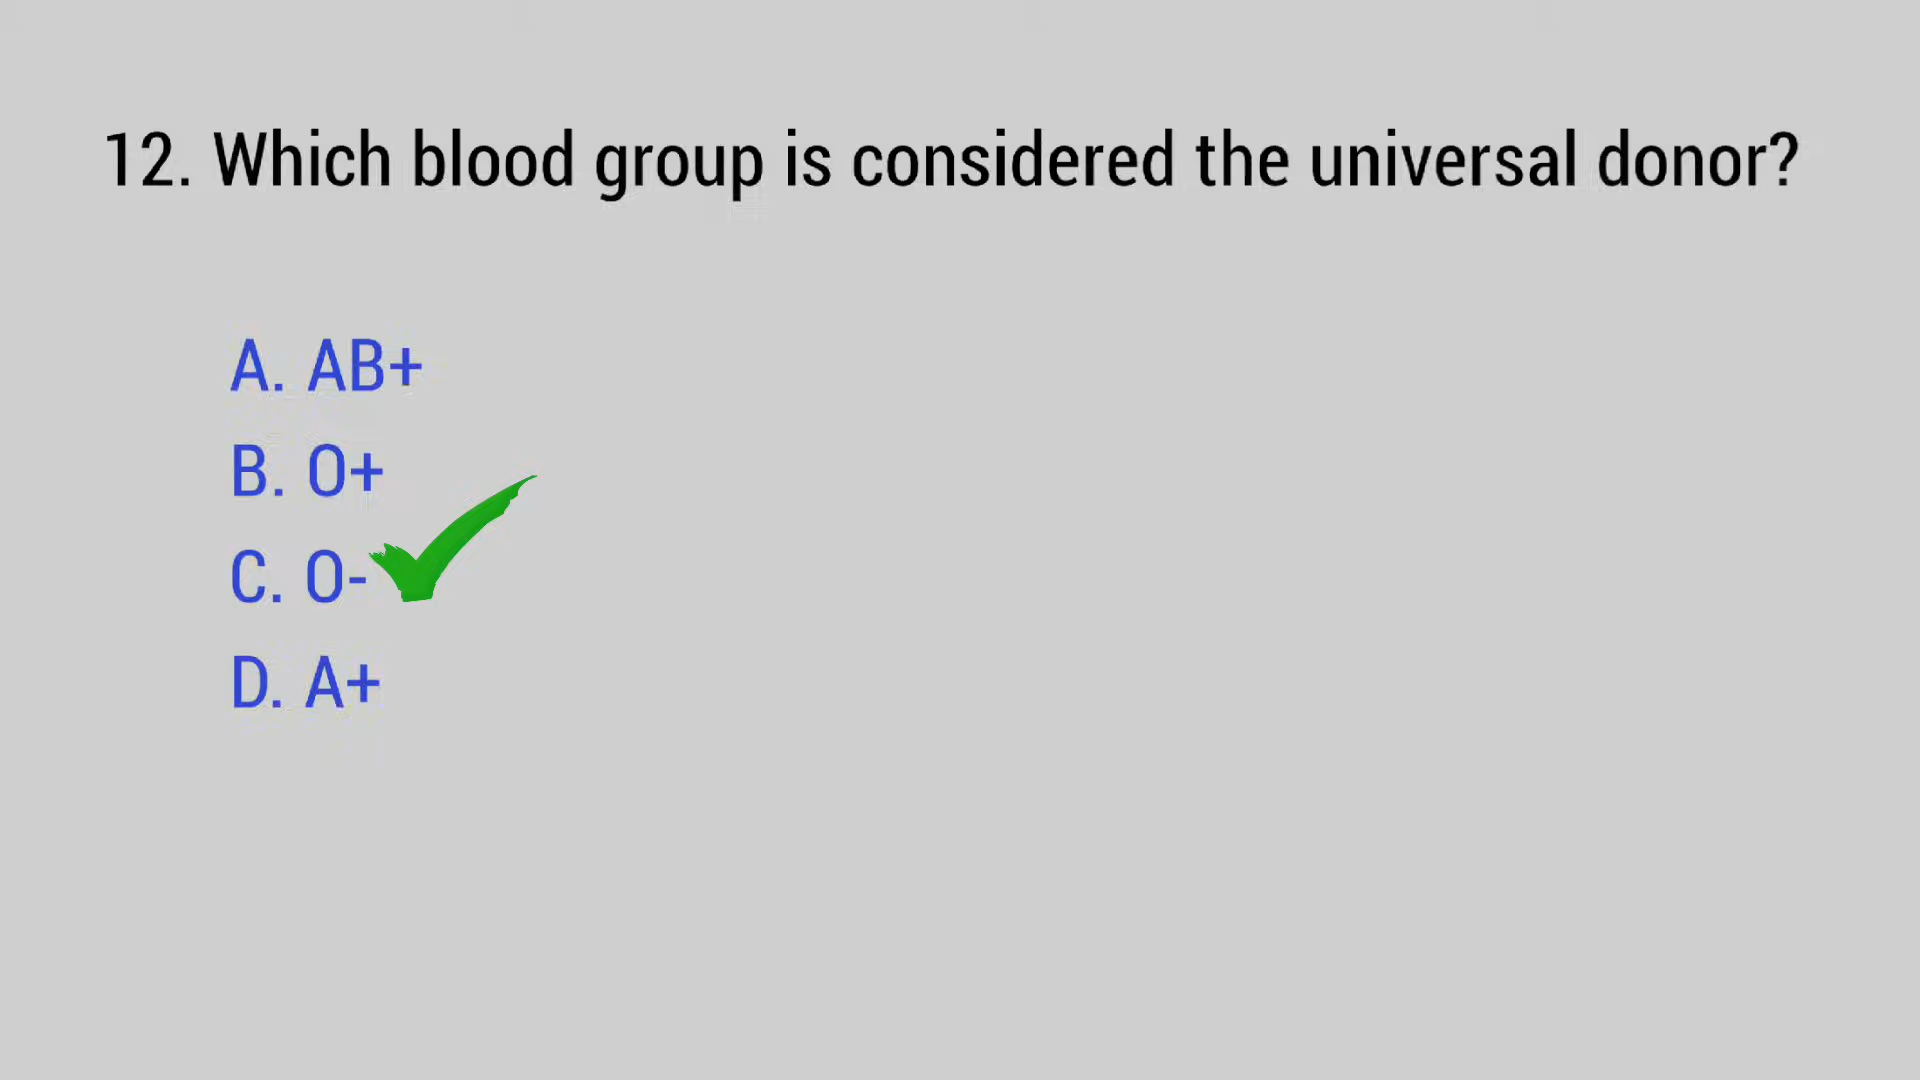 12. Which blood group is considered the universal donor?
A. AB+
B. O+
C. O-
D. A+